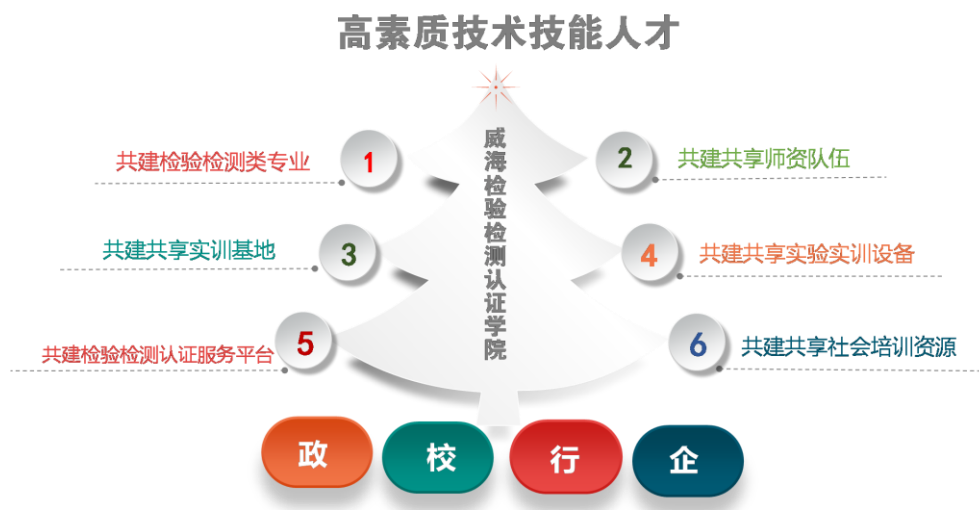 高素质技术技能人才
威海检验检测认证学院
1
共建检验检测类专业
2
共建共享师资队伍
3
共建共享实训基地
4
共建共享实验实训设备
5
共建检验检测认证服务平台
6
共建共享社会培训资源
政
校
行
企